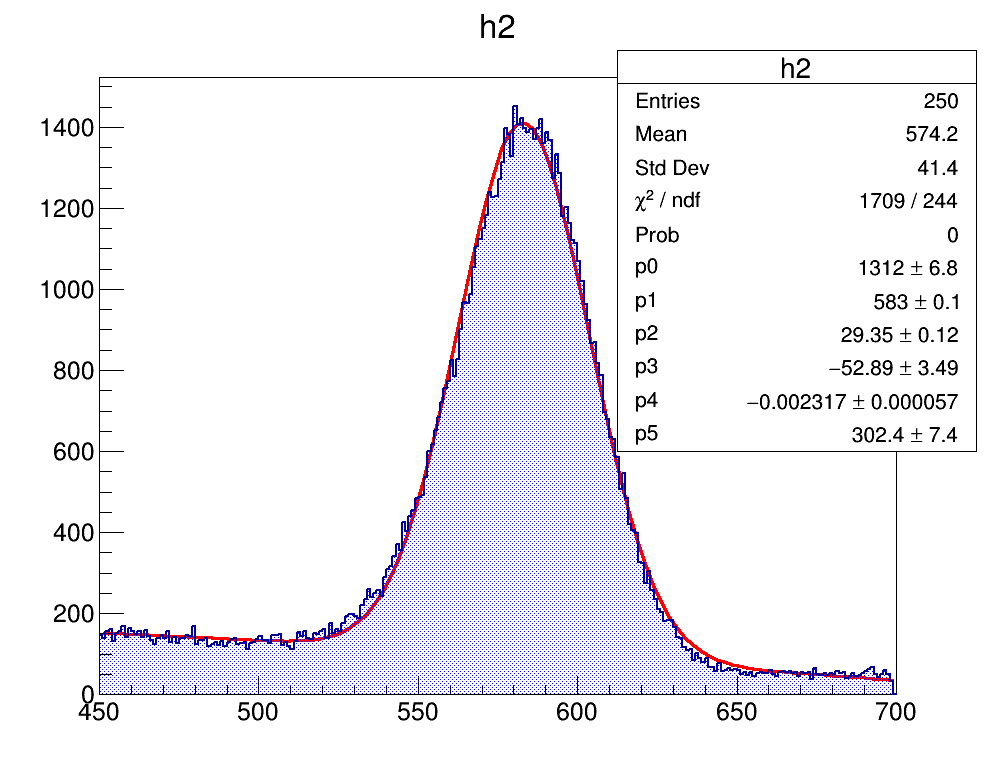 h2
h2
Entries 250
Mean 574.2
Std Dev 41.4
χ² / ndf 1709 / 244
Prob 0
p0 1312 ± 6.8
p1 583 ± 0.1
p2 29.35 ± 0.12
p3 −52.89 ± 3.49
p4 −0.002317 ± 0.000057
p5 302.4 ± 7.4
1400
1200
1000
800
600
400
200
0
450 500 550 600 650 700